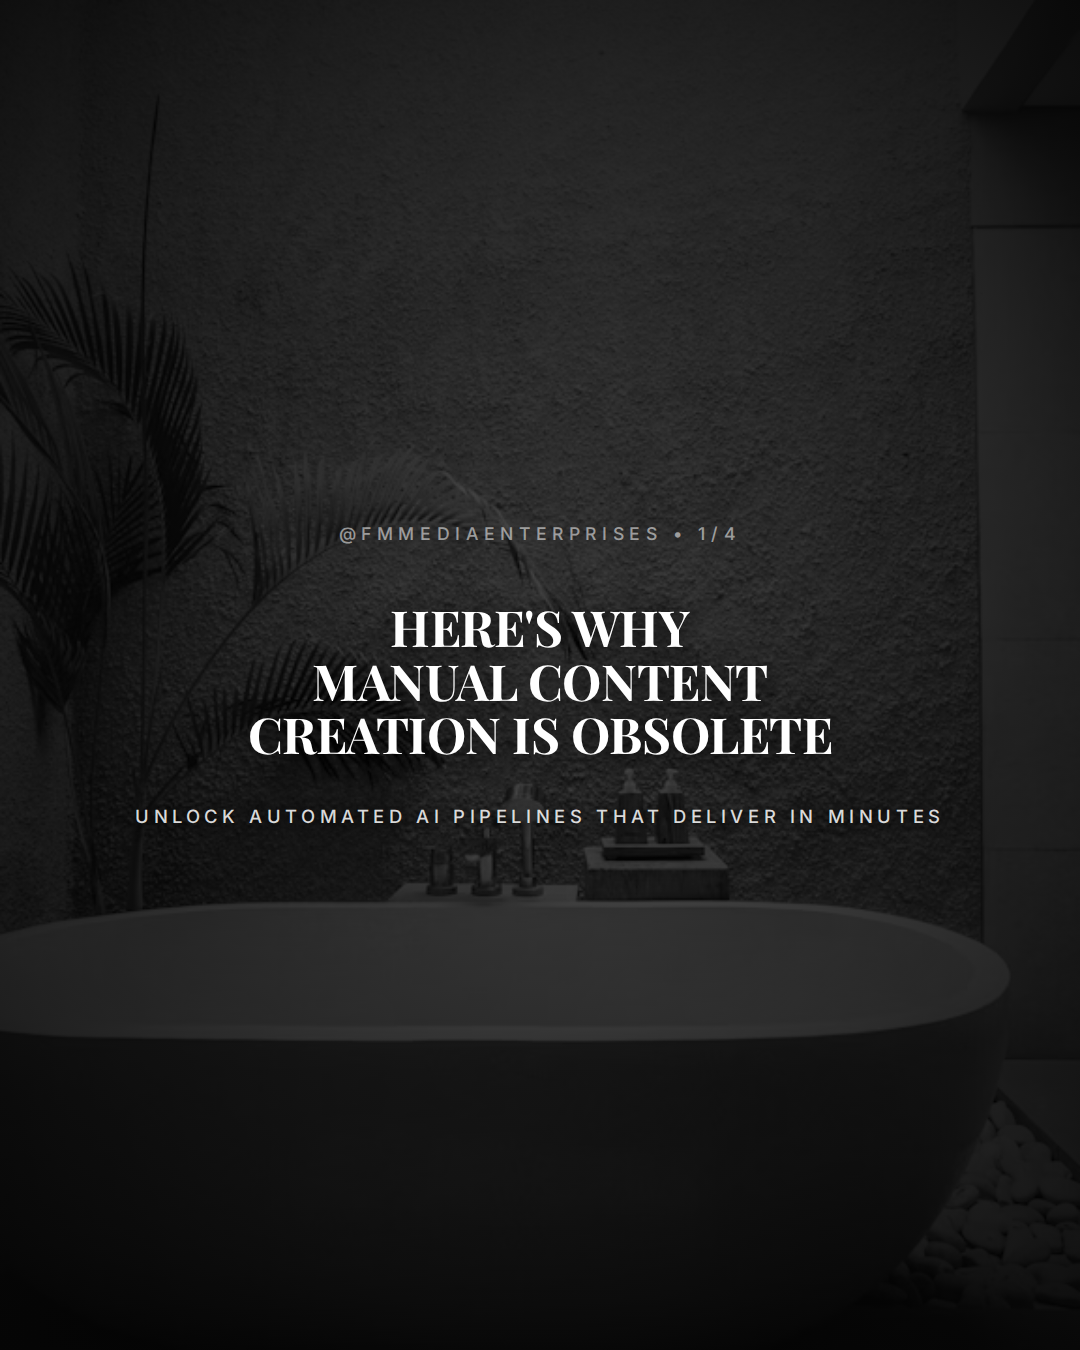 @FMMEDIAENTERPRISES • 1/4
HERE'S WHY
MANUAL CONTENT
CREATION IS OBSOLETE
UNLOCK AUTOMATED AI PIPELINES THAT DELIVER IN MINUTES